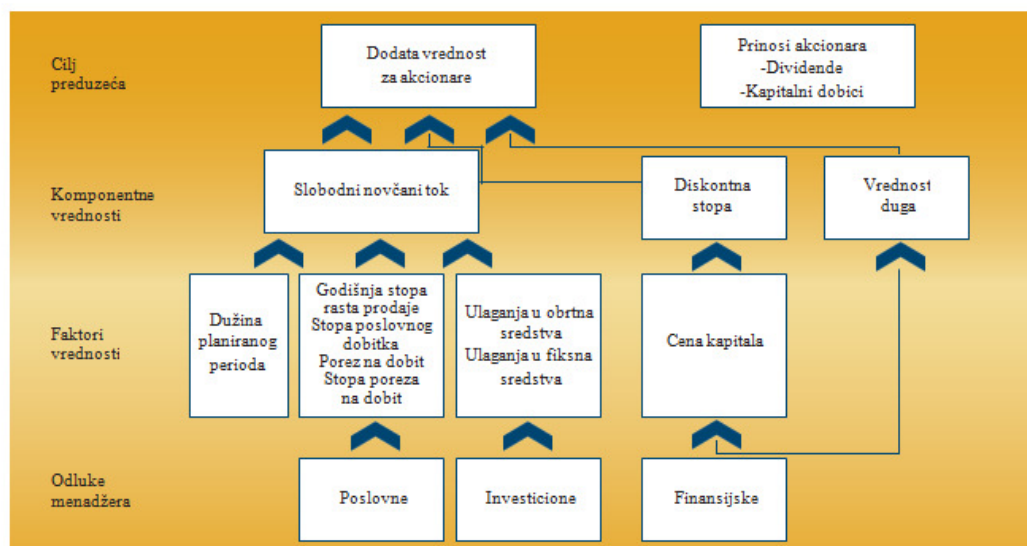 Cilj
preduzeća
Dodata vrednost
za akcionare
Prinosi akcionara
-Dividende
-Kapitalni dobici
Komponentne
vrednosti
Slobodni novčani tok
Diskontna
stopa
Vrednost
duga
Faktori
vrednosti
Dužina
planiranog
perioda
Godišnja stopa
rasta prodaje
Stopa poslovnog
dobitka
Porez na dobit
Stopa poreza
na dobit
Ulaganja u obrtna
sredstva
Ulaganja u fiksna
sredstva
Cena kapitala
Odluke
menadžera
Poslovne
Investicione
Finansijske